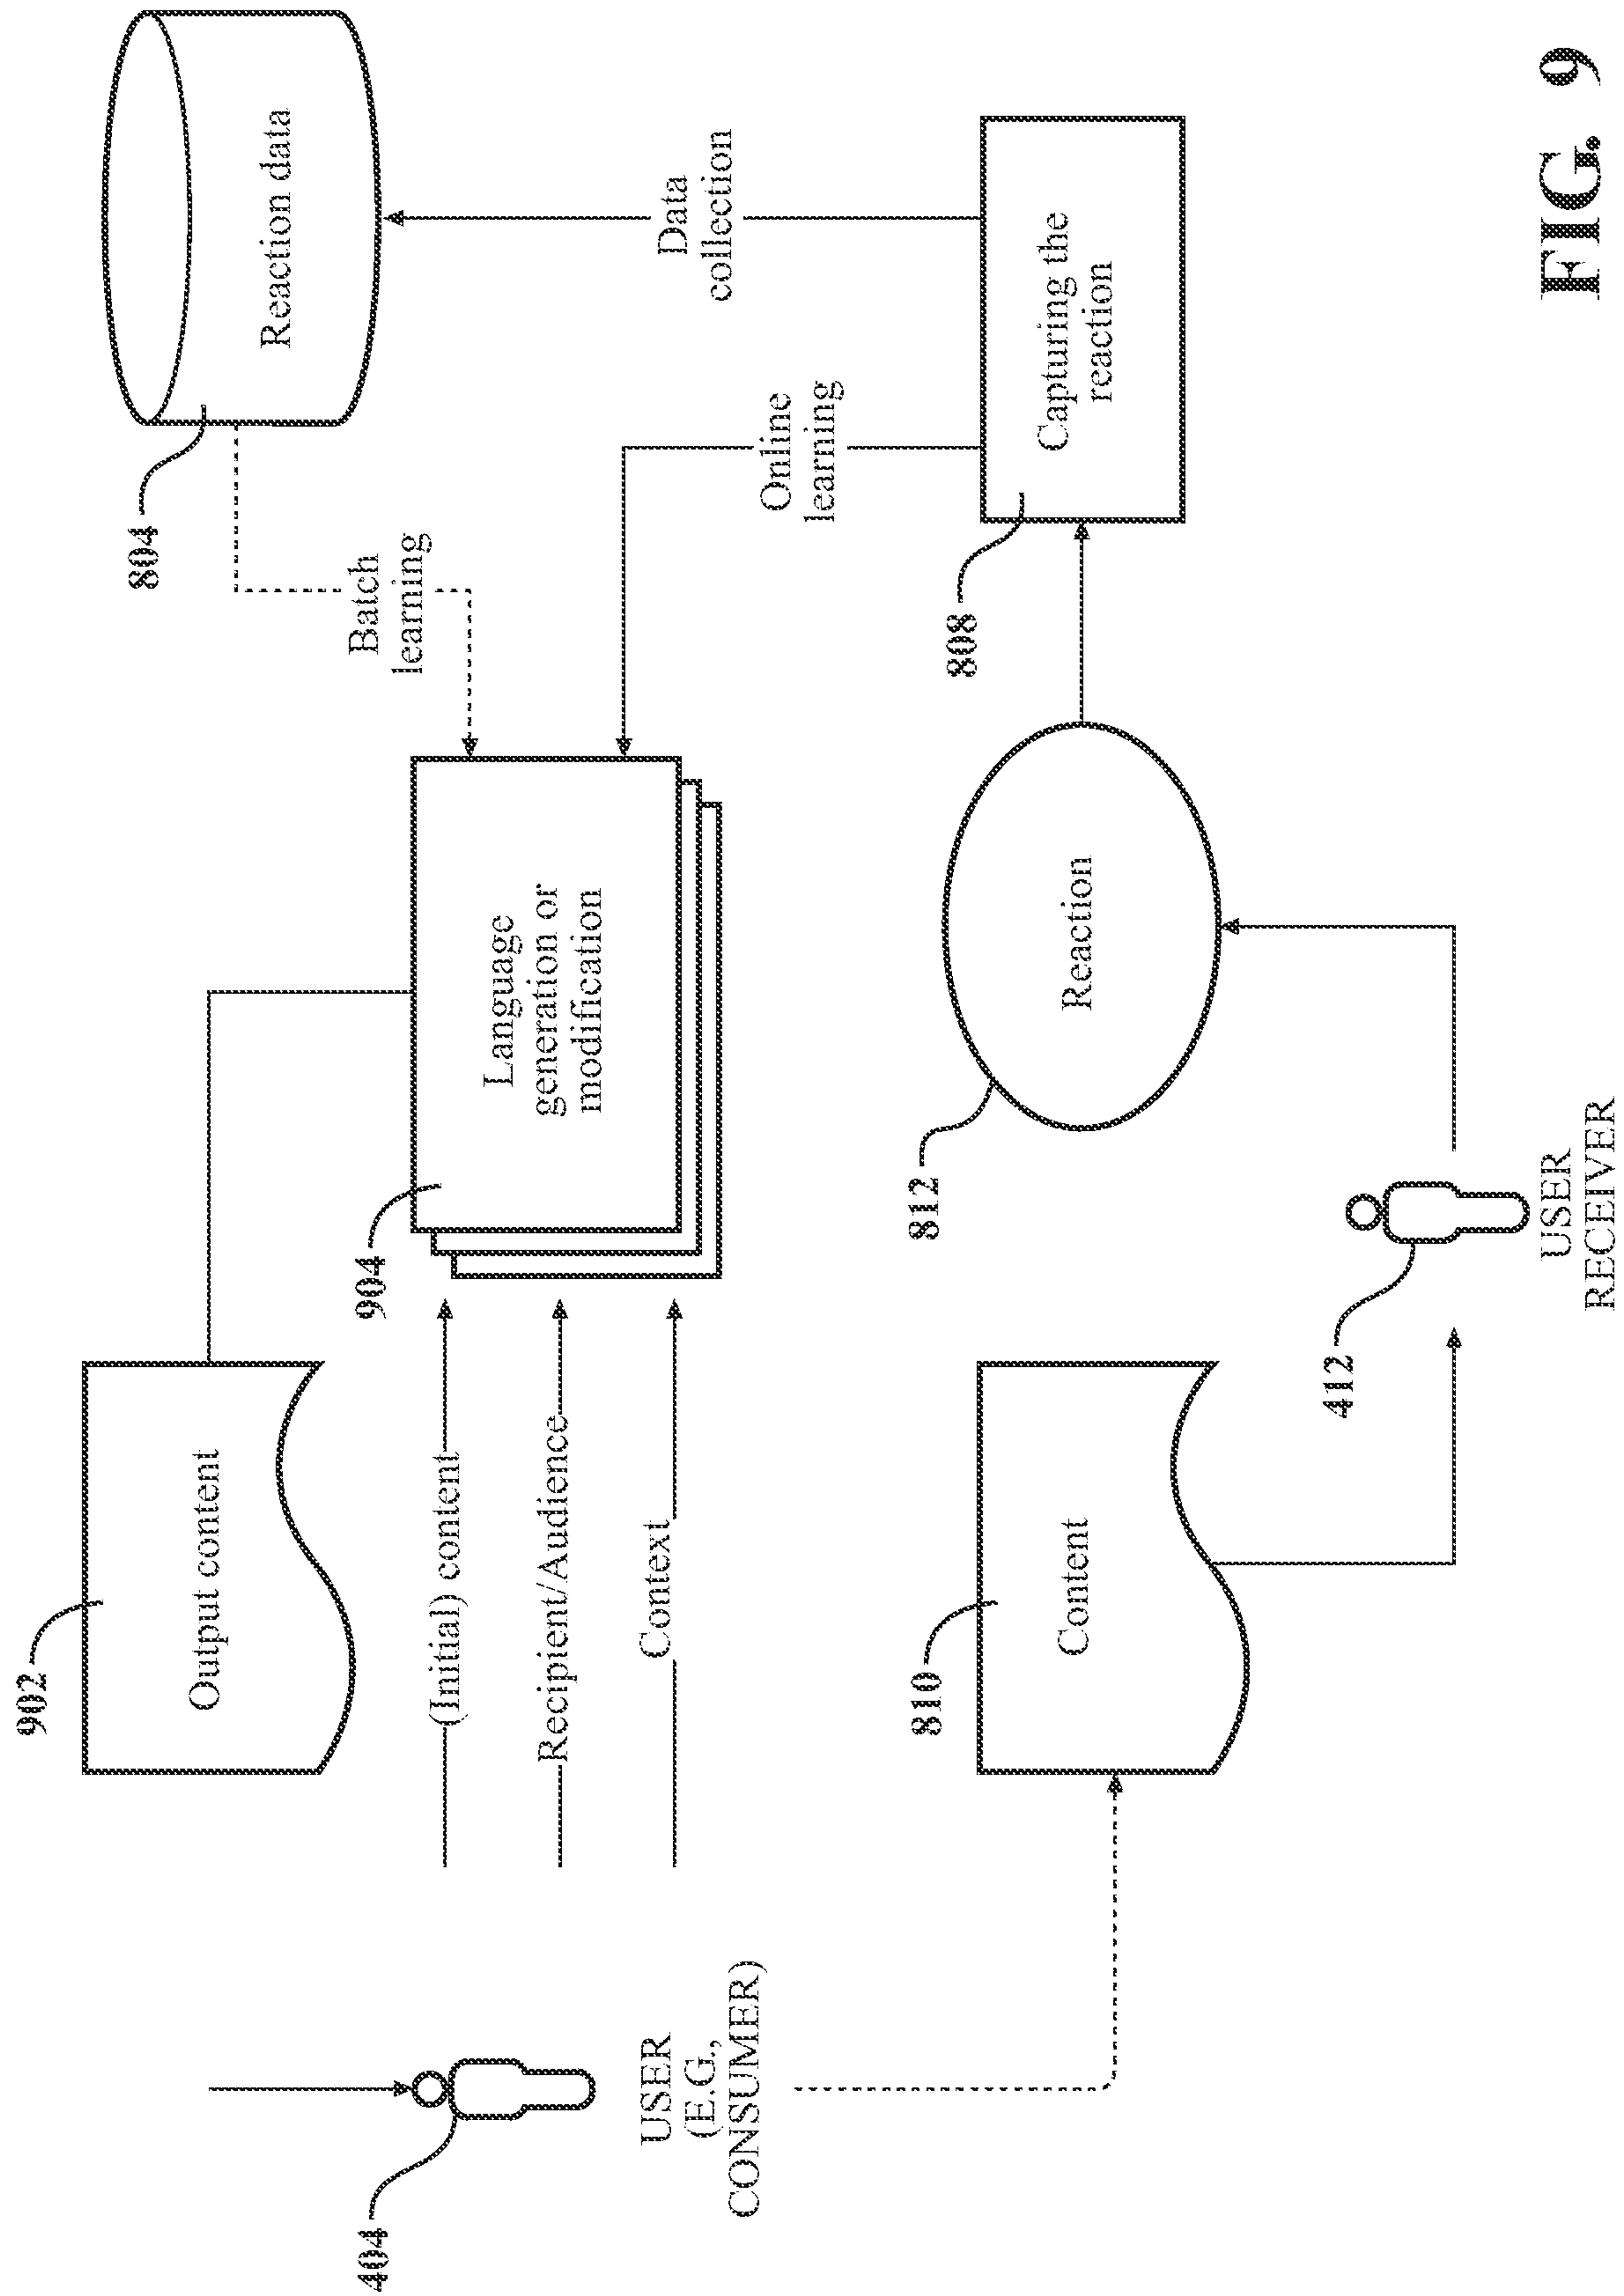 902
Output content
804
Reaction data
Batch
learning
904
Language
generation or
modification
(Initial) content
Recipient/Audience
Context
404
USER
(E.G.,
CONSUMER)
Online
learning
Data
collection
810
Content
812
Reaction
808
Capturing the
reaction
412
USER
RECEIVER
FIG. 9